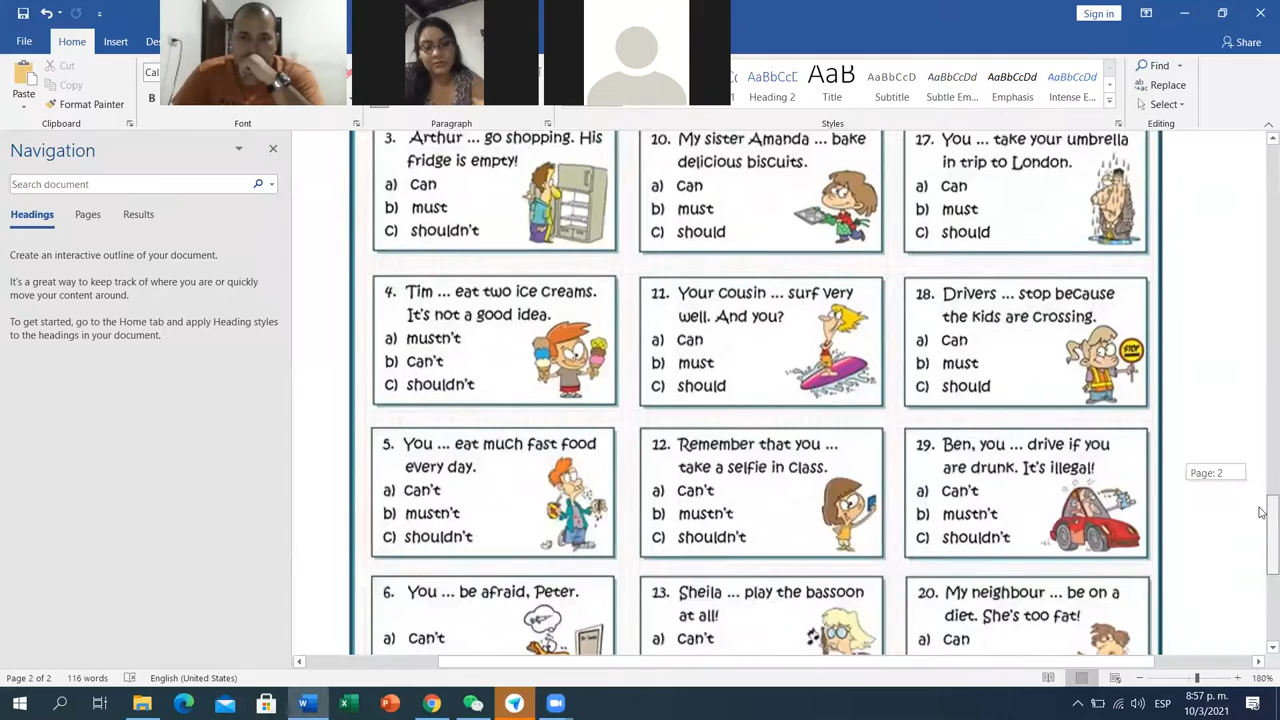 Sign in
File
Home
Insert
Share
Cut
Copy
Format Painter
Paste
Clipboard
Cal
B
Font
Paragraph
AaBbCcDc
AaB
AaBbCcD
AaBbCcDd
AaBbCcDd
AaBbCcDd
Heading 2
Title
Subtitle
Subtle Em...
Emphasis
Intense E...
Styles
Find
Replace
Select
Editing
Navigation
Search document
Headings
Pages
Results
Create an interactive outline of your document.
It's a great way to keep track of where you are or quickly
move your content around.
To get started, go to the Home tab and apply Heading styles
to the headings in your document.
3. Arthur ... go shopping. His
fridge is empty!
a) Can
b) must
c) shouldn't
10. My sister Amanda ... bake
delicious biscuits.
a) Can
b) must
c) should
17. You ... take your umbrella
in trip to London.
a) Can
b) must
c) should
4. Tim ... eat two ice creams.
It's not a good idea.
a) mustn't
b) Can't
c) shouldn't
11. Your cousin ... surf very
well. And you?
a) Can
b) must
c) should
18. Drivers ... stop because
the kids are crossing.
a) Can
b) must
c) should
STOP
5. You ... eat much fast food
every day.
a) Can't
b) mustn't
c) shouldn't
12. Remember that you ...
take a selfie in class.
a) Can't
b) mustn't
c) shouldn't
19. Ben, you ... drive if you
are drunk. It's illegal!
a) Can't
b) mustn't
c) shouldn't
6. You ... be afraid, Peter.
a) Can't
13. Sheila ... play the bassoon
at all!
a) Can't
20. My neighbour ... be on a
diet. She's too fat!
a) Can
Page: 2
Page 2 of 2
116 words
English (United States)
180%
ESP
8:57 p. m.
10/3/2021